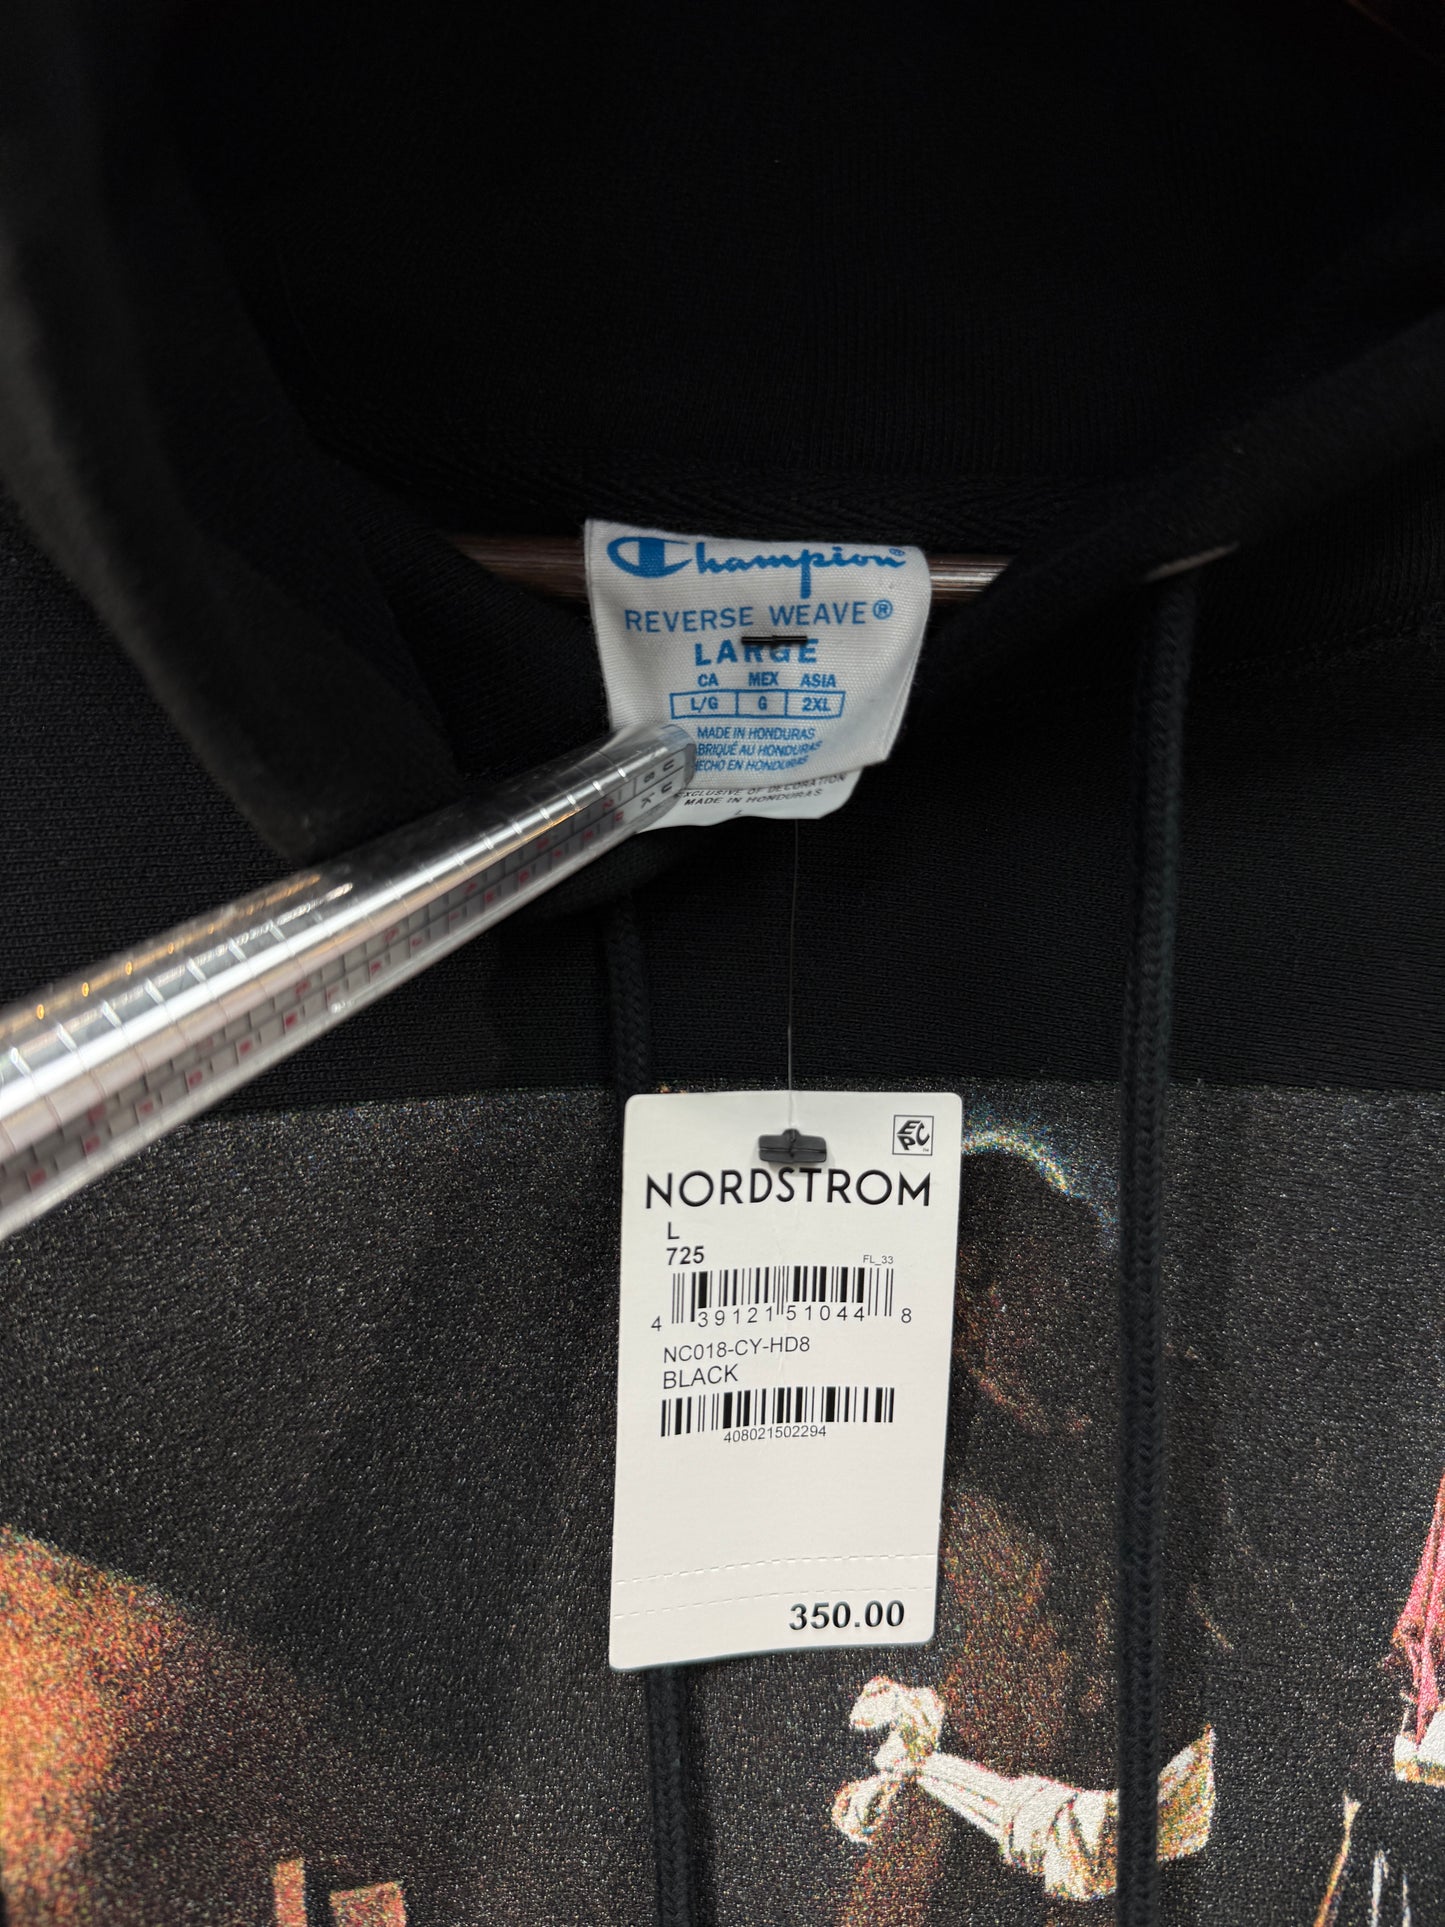 Champion®
REVERSE WEAVE®
LARGE
CA MEX ASIA
L/G G 2XL
MADE IN HONDURAS
FABRIQUÉ AU HONDURAS
HECHO EN HONDURAS
EXCLUSIVE OF DECORATION
MADE IN HONDURAS
EPC
NORDSTROM
L
725
FL_33
4 39121 51044 8
NC018-CY-HD8
BLACK
408021502294
350.00